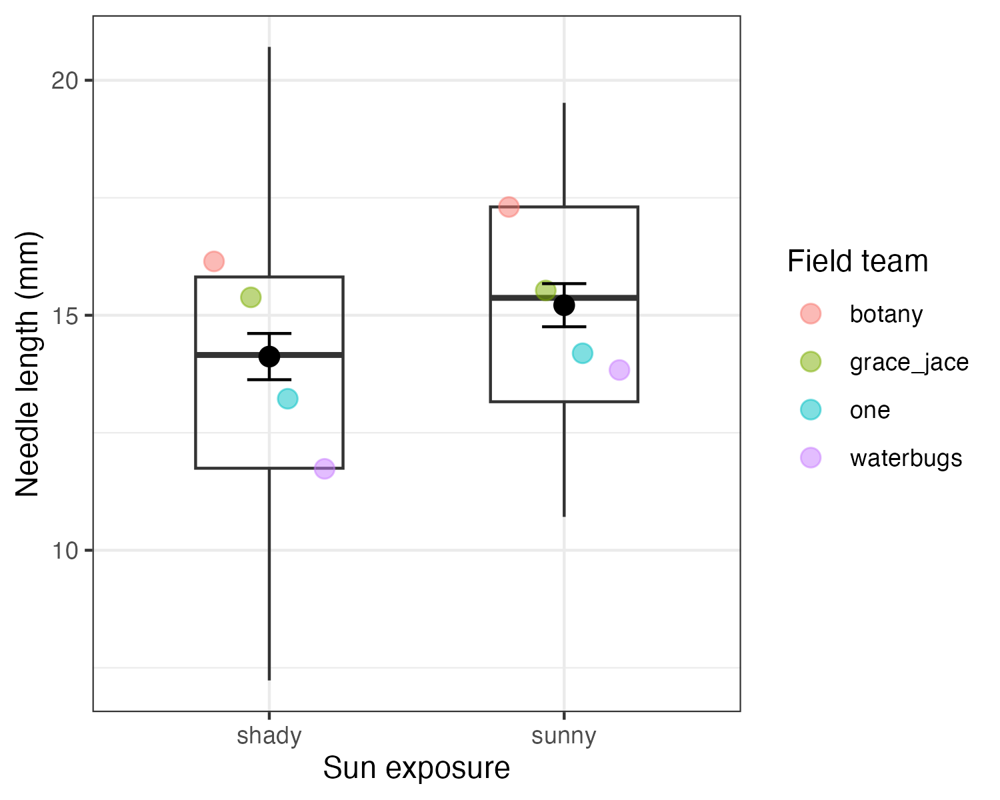 20
15
10
Needle length (mm)
shady
sunny
Sun exposure
Field team
botany
grace_jace
one
waterbugs